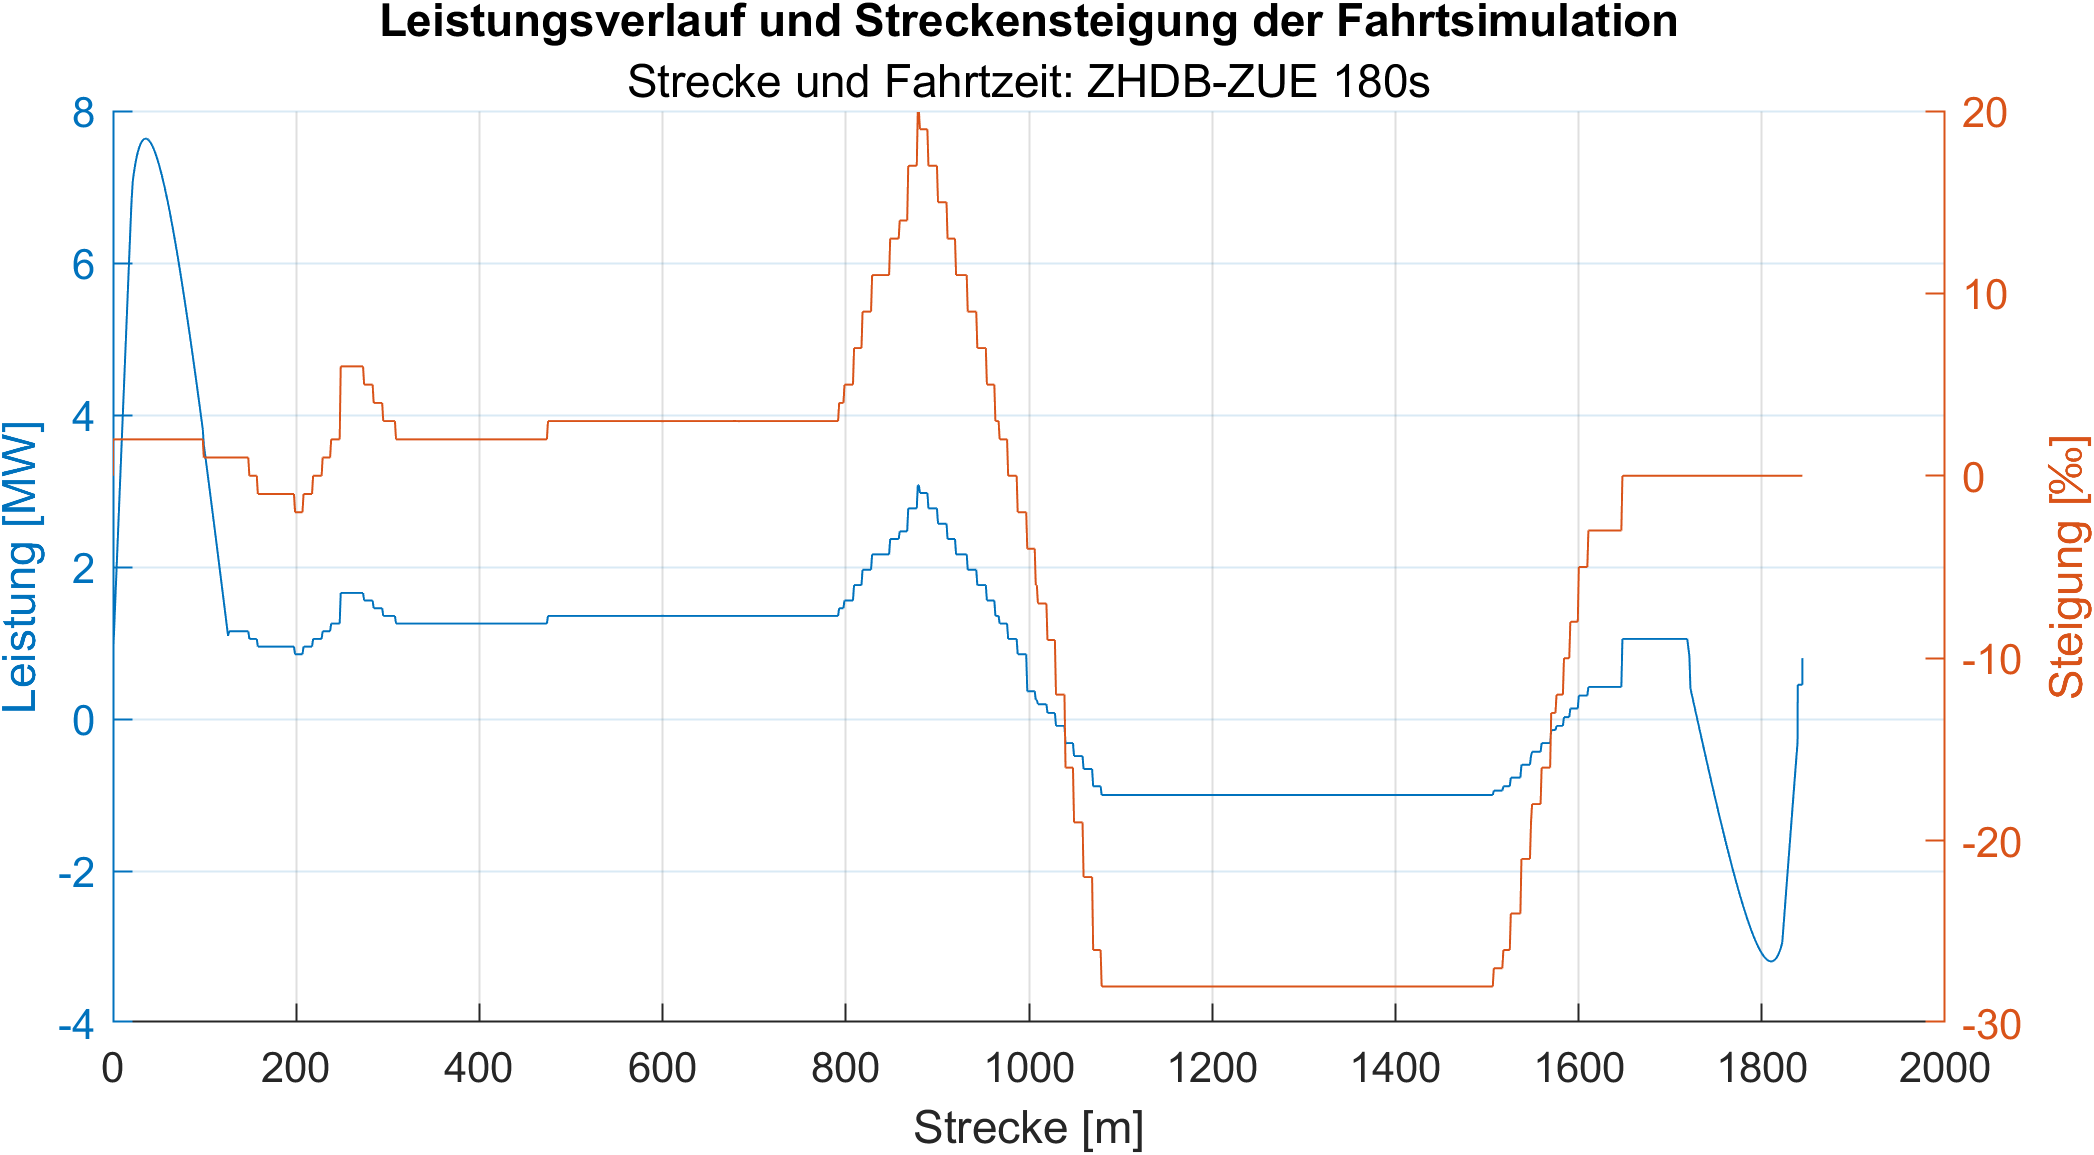 Leistungsverlauf und Streckensteigung der Fahrtsimulation
Strecke und Fahrtzeit: ZHDB-ZUE 180s
8
6
4
2
0
-2
-4
Leistung [MW]
20
10
0
-10
-20
-30
Steigung [‰]
0 200 400 600 800 1000 1200 1400 1600 1800 2000
Strecke [m]